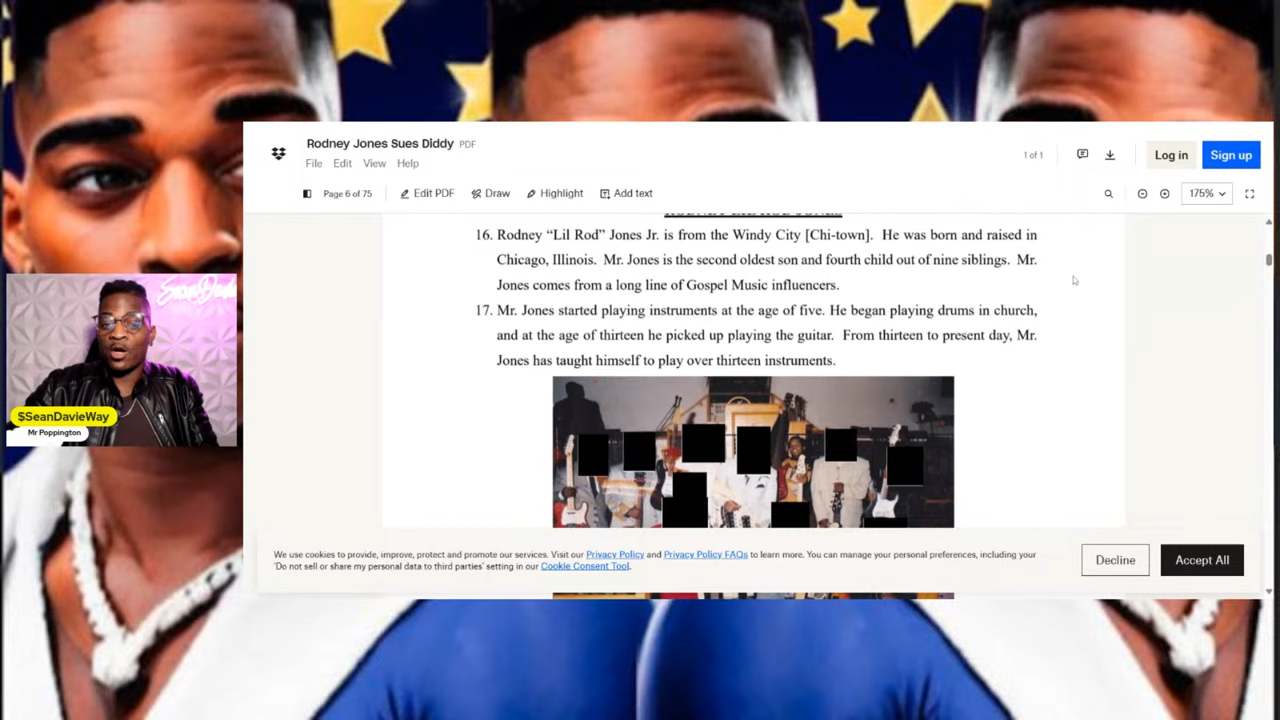 Rodney Jones Sues Diddy PDF
File Edit View Help
1 of 1
Log in
Sign up
Page 6 of 75
Edit PDF
Draw
Highlight
Add text
175%
16. Rodney “Lil Rod” Jones Jr. is from the Windy City [Chi-town]. He was born and raised in
Chicago, Illinois. Mr. Jones is the second oldest son and fourth child out of nine siblings. Mr.
Jones comes from a long line of Gospel Music influencers.
17. Mr. Jones started playing instruments at the age of five. He began playing drums in church,
and at the age of thirteen he picked up playing the guitar. From thirteen to present day, Mr.
Jones has taught himself to play over thirteen instruments.
SeanDavi
$SeanDavieWay
Mr Poppington
We use cookies to provide, improve, protect and promote our services. Visit our Privacy Policy and Privacy Policy FAQs to learn more. You can manage your personal preferences, including your
'Do not sell or share my personal data to third parties' setting in our Cookie Consent Tool.
Decline
Accept All